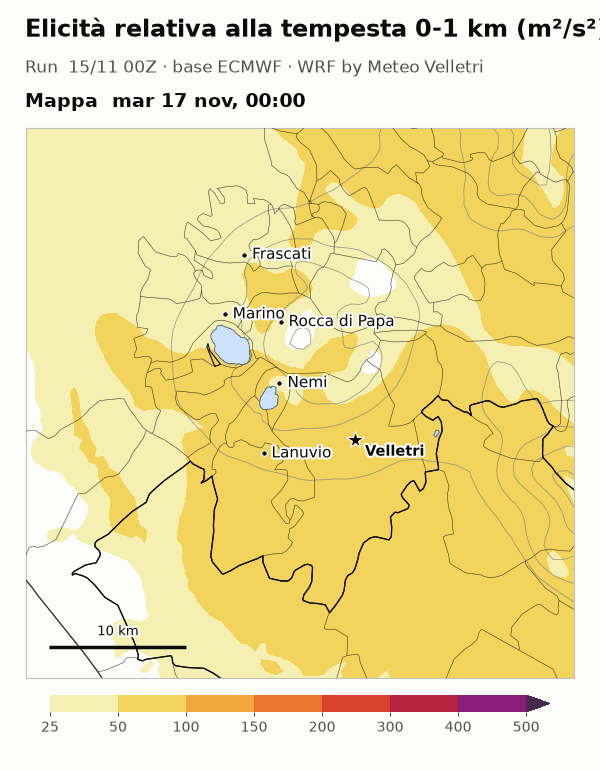 Elicità relativa alla tempesta 0-1 km (m²/s²)
Run  15/11 00Z · base ECMWF · WRF by Meteo Velletri
Mappa  mar 17 nov, 00:00
Frascati
Marino
Rocca di Papa
Nemi
Velletri
Lanuvio
10 km
25 50 100 150 200 300 400 500